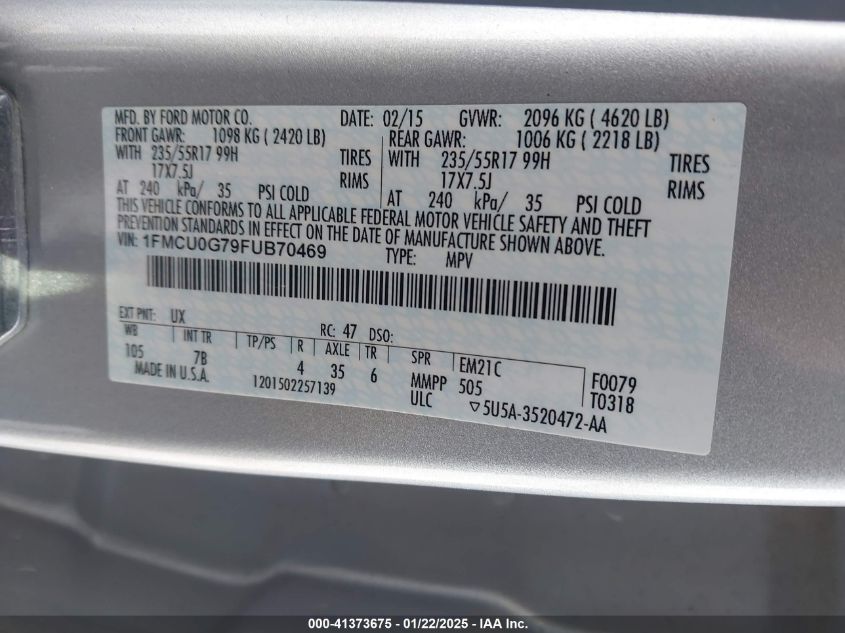 MFD. BY FORD MOTOR CO. DATE: 02/15 GVWR: 2096 KG ( 4620 LB)
FRONT GAWR: 1098 KG ( 2420 LB) REAR GAWR: 1006 KG ( 2218 LB)
WITH 235/55R17 99H TIRES WITH 235/55R17 99H TIRES
17X7.5J RIMS 17X7.5J RIMS
AT 240 kPa/ 35 PSI COLD AT 240 kPa/ 35 PSI COLD
THIS VEHICLE CONFORMS TO ALL APPLICABLE FEDERAL MOTOR VEHICLE SAFETY AND THEFT
PREVENTION STANDARDS IN EFFECT ON THE DATE OF MANUFACTURE SHOWN ABOVE.
VIN: 1FMCU0G79FUB70469 TYPE: MPV
EXT PNT: UX RC: 47 DSO:
WB INT TR TP/PS R AXLE TR SPR EM21C F0079
105 7B 4 35 6 MMPP 505 T0318
MADE IN U.S.A. 1201502257139 ULC ▽5U5A-3520472-AA
000-41373675 - 01/22/2025 - IAAI Holdings, LLC.